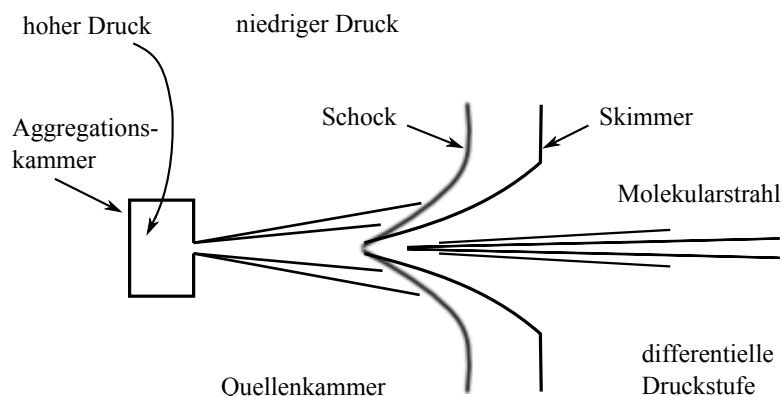 hoher Druck
niedriger Druck
Aggregations-
kammer
Schock
Skimmer
Molekularstrahl
Quellenkammer
differentielle
Druckstufe